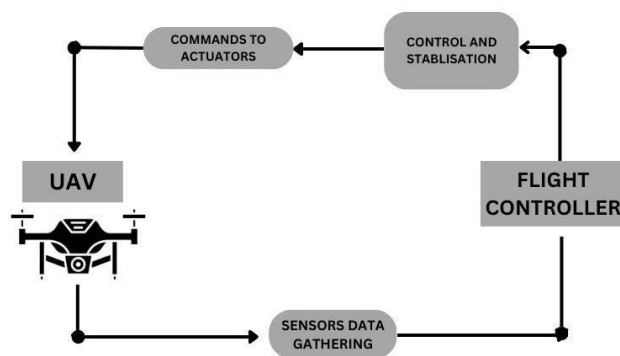 COMMANDS TO
ACTUATORS
CONTROL AND
STABLISATION
UAV
FLIGHT
CONTROLLER
SENSORS DATA
GATHERING